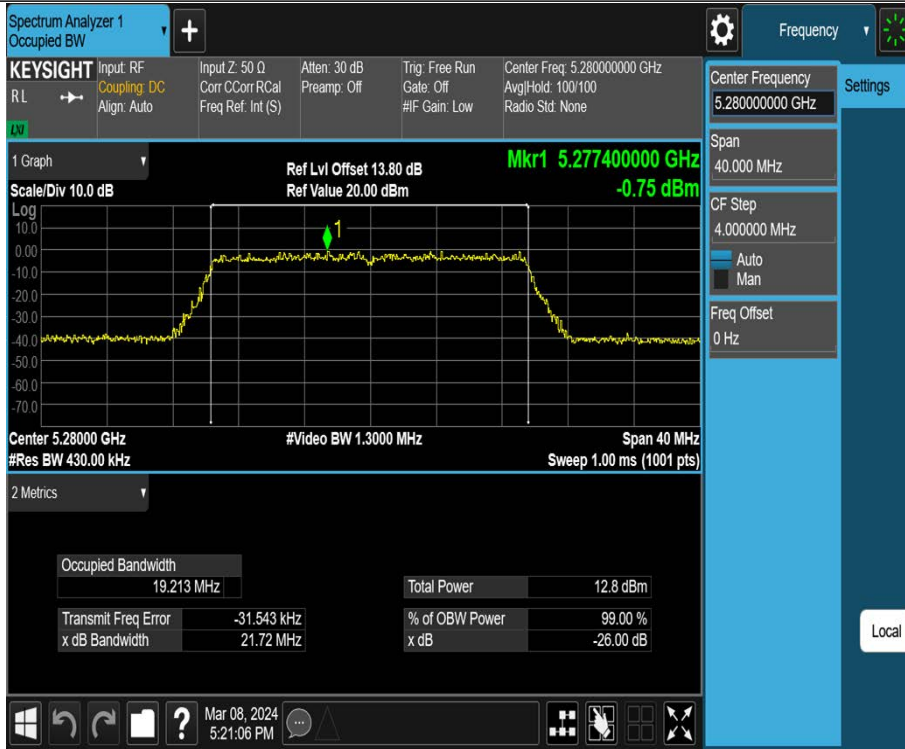 Spectrum Analyzer 1
Occupied BW
+
Frequency
KEYSIGHT
R L
LXI
Input: RF
Coupling: DC
Align: Auto
Input Z: 50 Ω
Corr CCorr RCal
Freq Ref: Int (S)
Atten: 30 dB
Preamp: Off
Trig: Free Run
Gate: Off
#IF Gain: Low
Center Freq: 5.280000000 GHz
Avg|Hold: 100/100
Radio Std: None
Center Frequency
5.280000000 GHz
Settings
Span
40.000 MHz
CF Step
4.000000 MHz
Auto
Man
Freq Offset
0 Hz
1 Graph
Scale/Div 10.0 dB
Ref Lvl Offset 13.80 dB
Ref Value 20.00 dBm
Mkr1 5.277400000 GHz
-0.75 dBm
Log
10.0
0.00
-10.0
-20.0
-30.0
-40.0
-50.0
-60.0
-70.0
1
Center 5.28000 GHz
#Res BW 430.00 kHz
#Video BW 1.3000 MHz
Span 40 MHz
Sweep 1.00 ms (1001 pts)
2 Metrics
Occupied Bandwidth
19.213 MHz
Total Power 12.8 dBm
Transmit Freq Error -31.543 kHz
% of OBW Power 99.00 %
x dB Bandwidth 21.72 MHz
x dB -26.00 dB
Local
?
Mar 08, 2024
5:21:06 PM